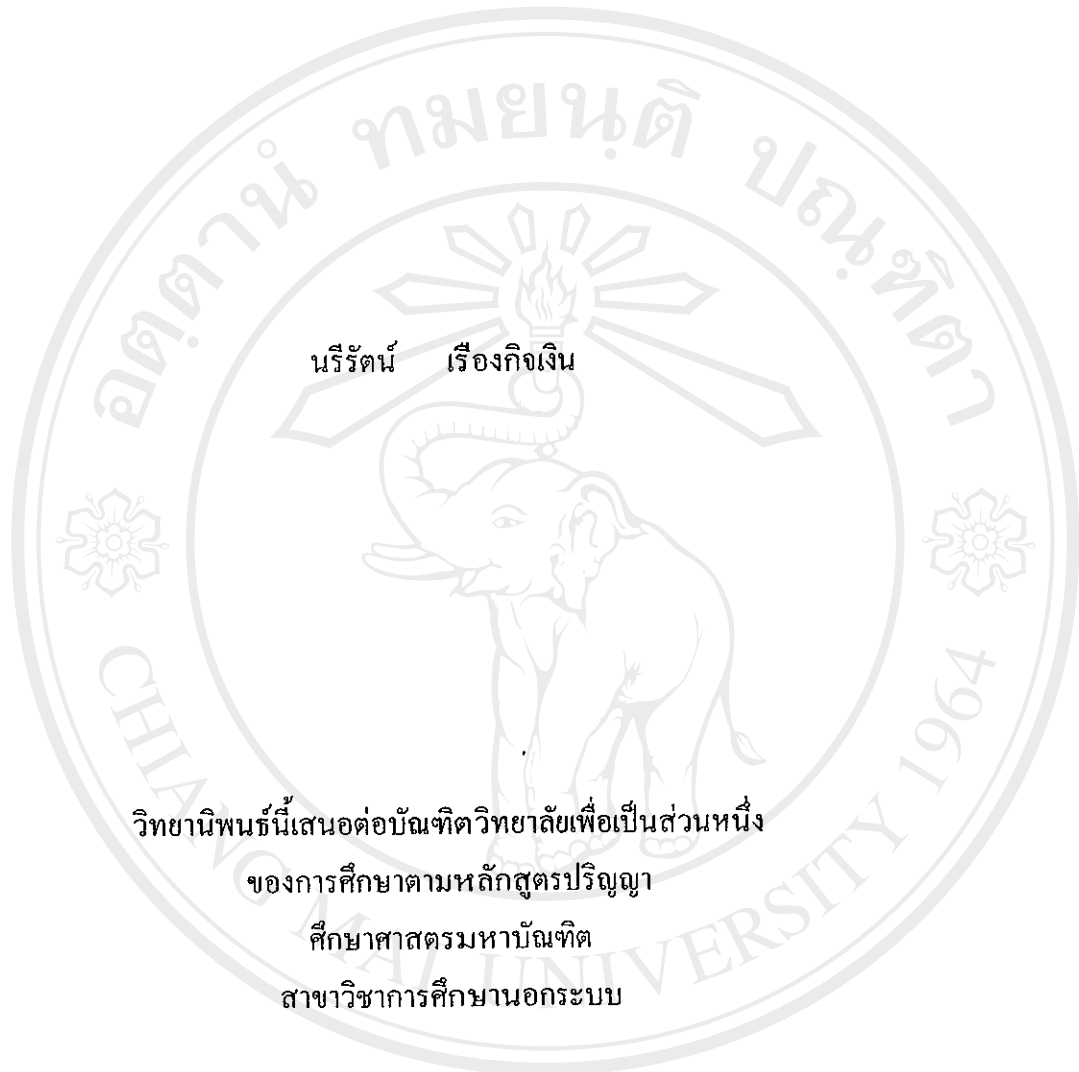 อตฺตานํ ทมยนฺติ ปณฺฑิตา
นรีรัตน์ เรืองกิจเงิน
วิทยานิพนธ์นี้เสนอต่อบัณฑิตวิทยาลัยเพื่อเป็นส่วนหนึ่ง
ของการศึกษาตามหลักสูตรปริญญา
ศึกษาศาสตรมหาบัณฑิต
สาขาวิชาการศึกษานอกระบบ
CHIANG MAI UNIVERSITY 1964